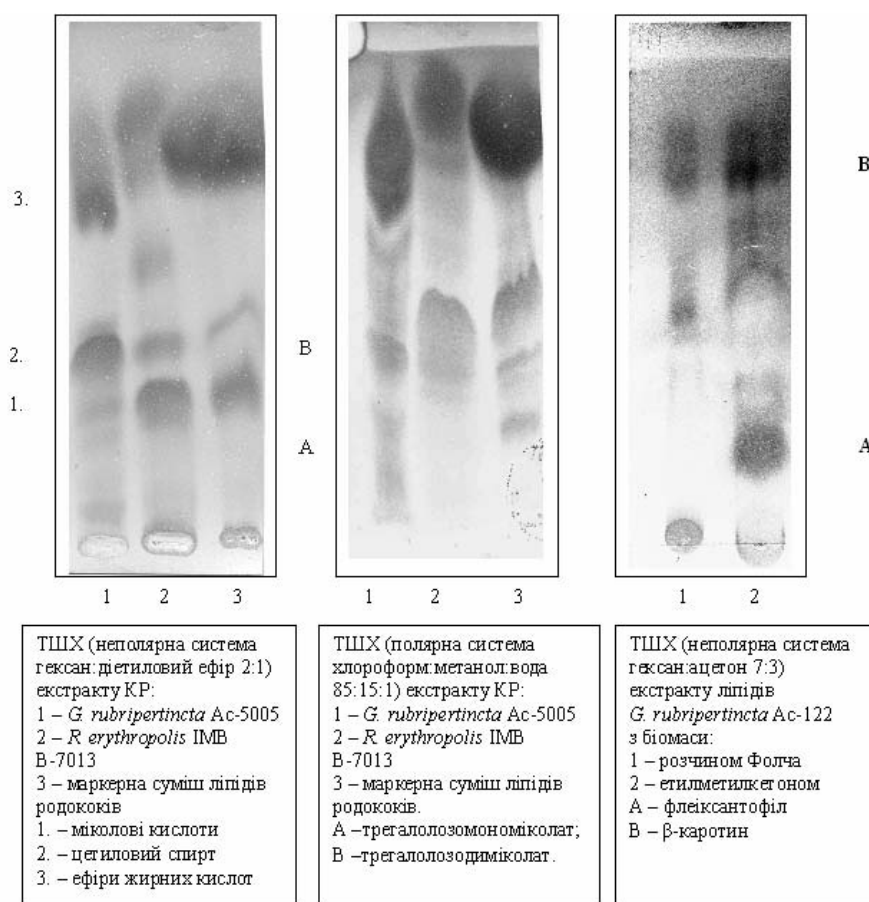 3.
2.
1.
B
A
B
A
1 2 3
1 2 3
1 2
ТШХ (неполярна система
гексан:діетиловий ефір 2:1)
екстракту КР:
1 – G. rubripertincta Ac-5005
2 – R. erythropolis IMB
B-7013
3 – маркерна суміш ліпідів
родококів
1. – міколові кислоти
2. – цетиловий спирт
3. – ефіри жирних кислот
ТШХ (полярна система
хлороформ:метанол:вода
85:15:1) екстракту КР:
1 – G. rubripertincta Ac-5005
2 – R. erythropolis IMB
B-7013
3 – маркерна суміш ліпідів
родококів.
А –трегалолозомономіколат;
В –трегалолозодиміколат.
ТШХ (неполярна система
гексан:ацетон 7:3)
екстракту ліпідів
G. rubripertincta Ac-122
з біомаси:
1 – розчином Фолча
2 – етилметилкетоном
А – флеіксантофіл
В – β-каротин